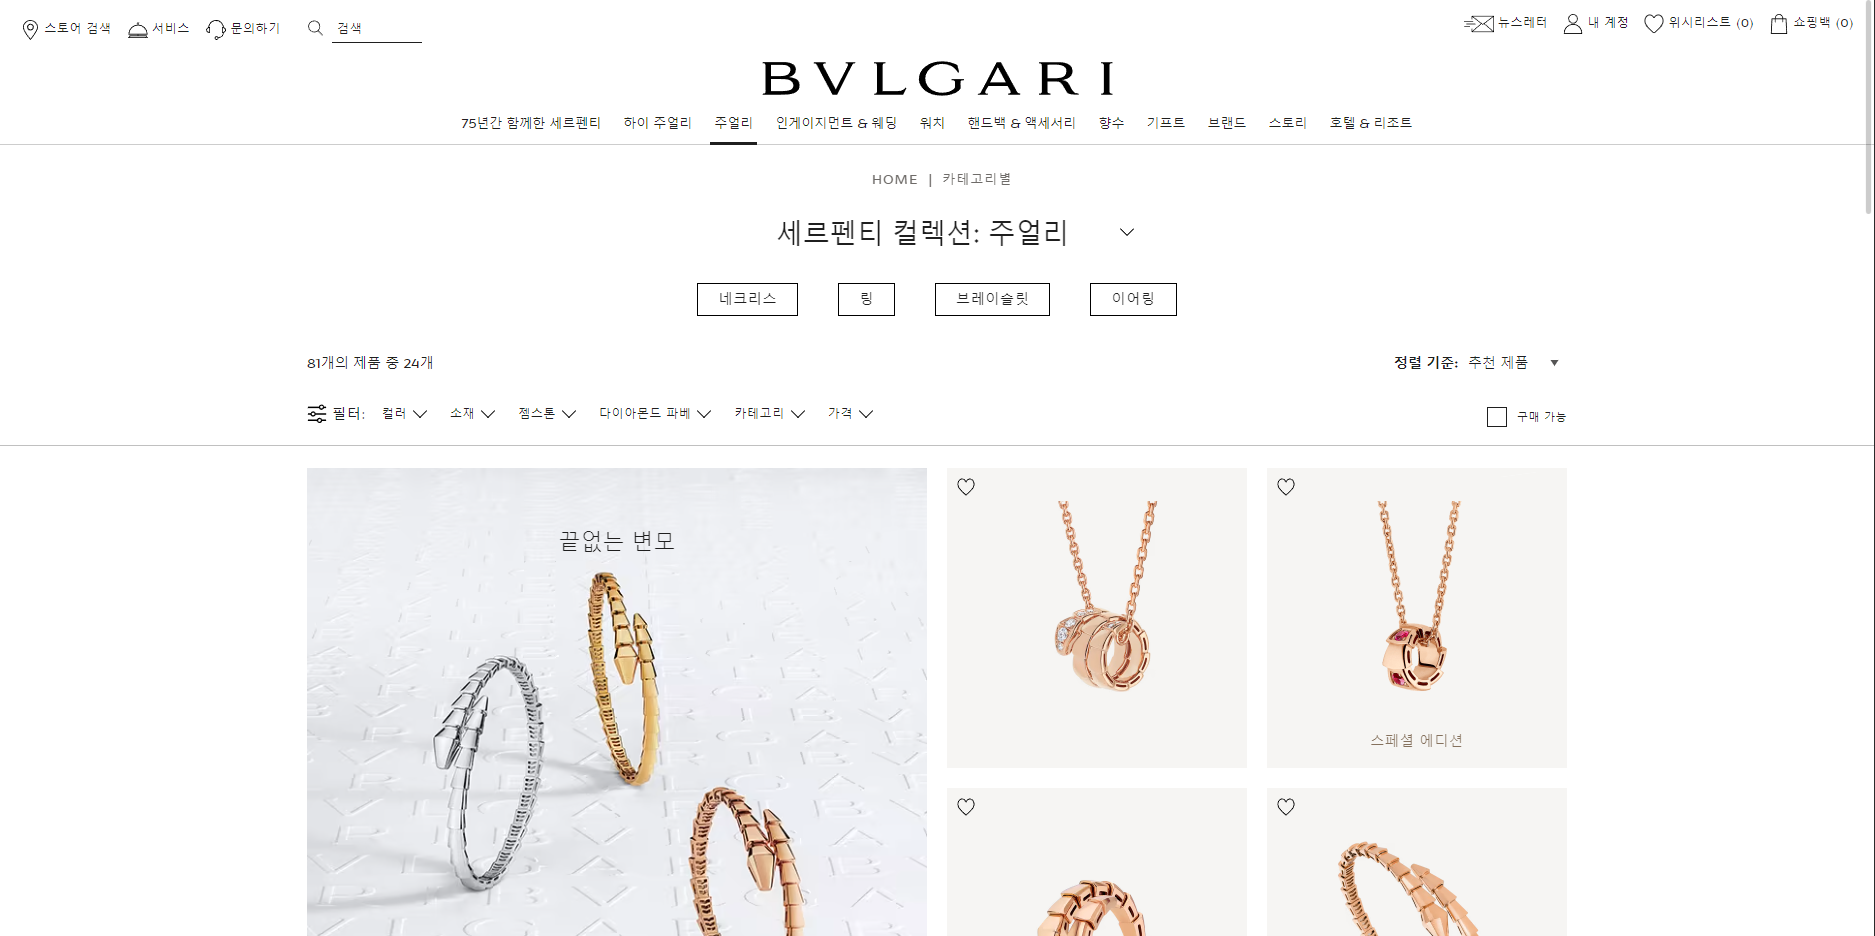 스토어 검색 서비스 문의하기 검색 뉴스레터 내 계정 위시리스트 (0) 쇼핑백 (0)
BVLGARI
75년간 함께한 세르펜티 하이 주얼리 주얼리 인게이지먼트 & 웨딩 워치 핸드백 & 액세서리 향수 기프트 브랜드 스토리 호텔 & 리조트
HOME | 카테고리별
세르펜티 컬렉션: 주얼리
네크리스 링 브레이슬릿 이어링
81개의 제품 중 24개 정렬 기준: 추천 제품
필터: 컬러 소재 젬스톤 다이아몬드 파베 카테고리 가격 구매 가능
끝없는 변모
스페셜 에디션